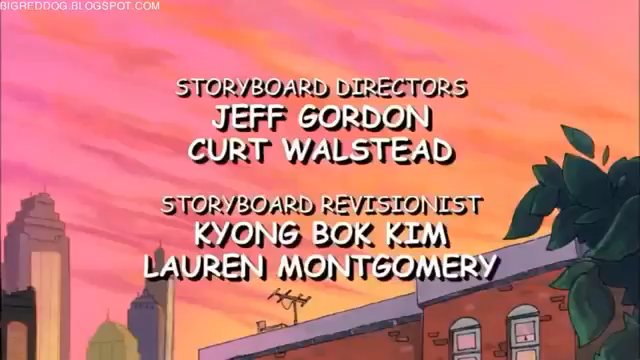 BIGREDDOG.BLOGSPOT.COM
STORYBOARD DIRECTORS
JEFF GORDON
CURT WALSTEAD
STORYBOARD REVISIONIST
KYONG BOK KIM
LAUREN MONTGOMERY